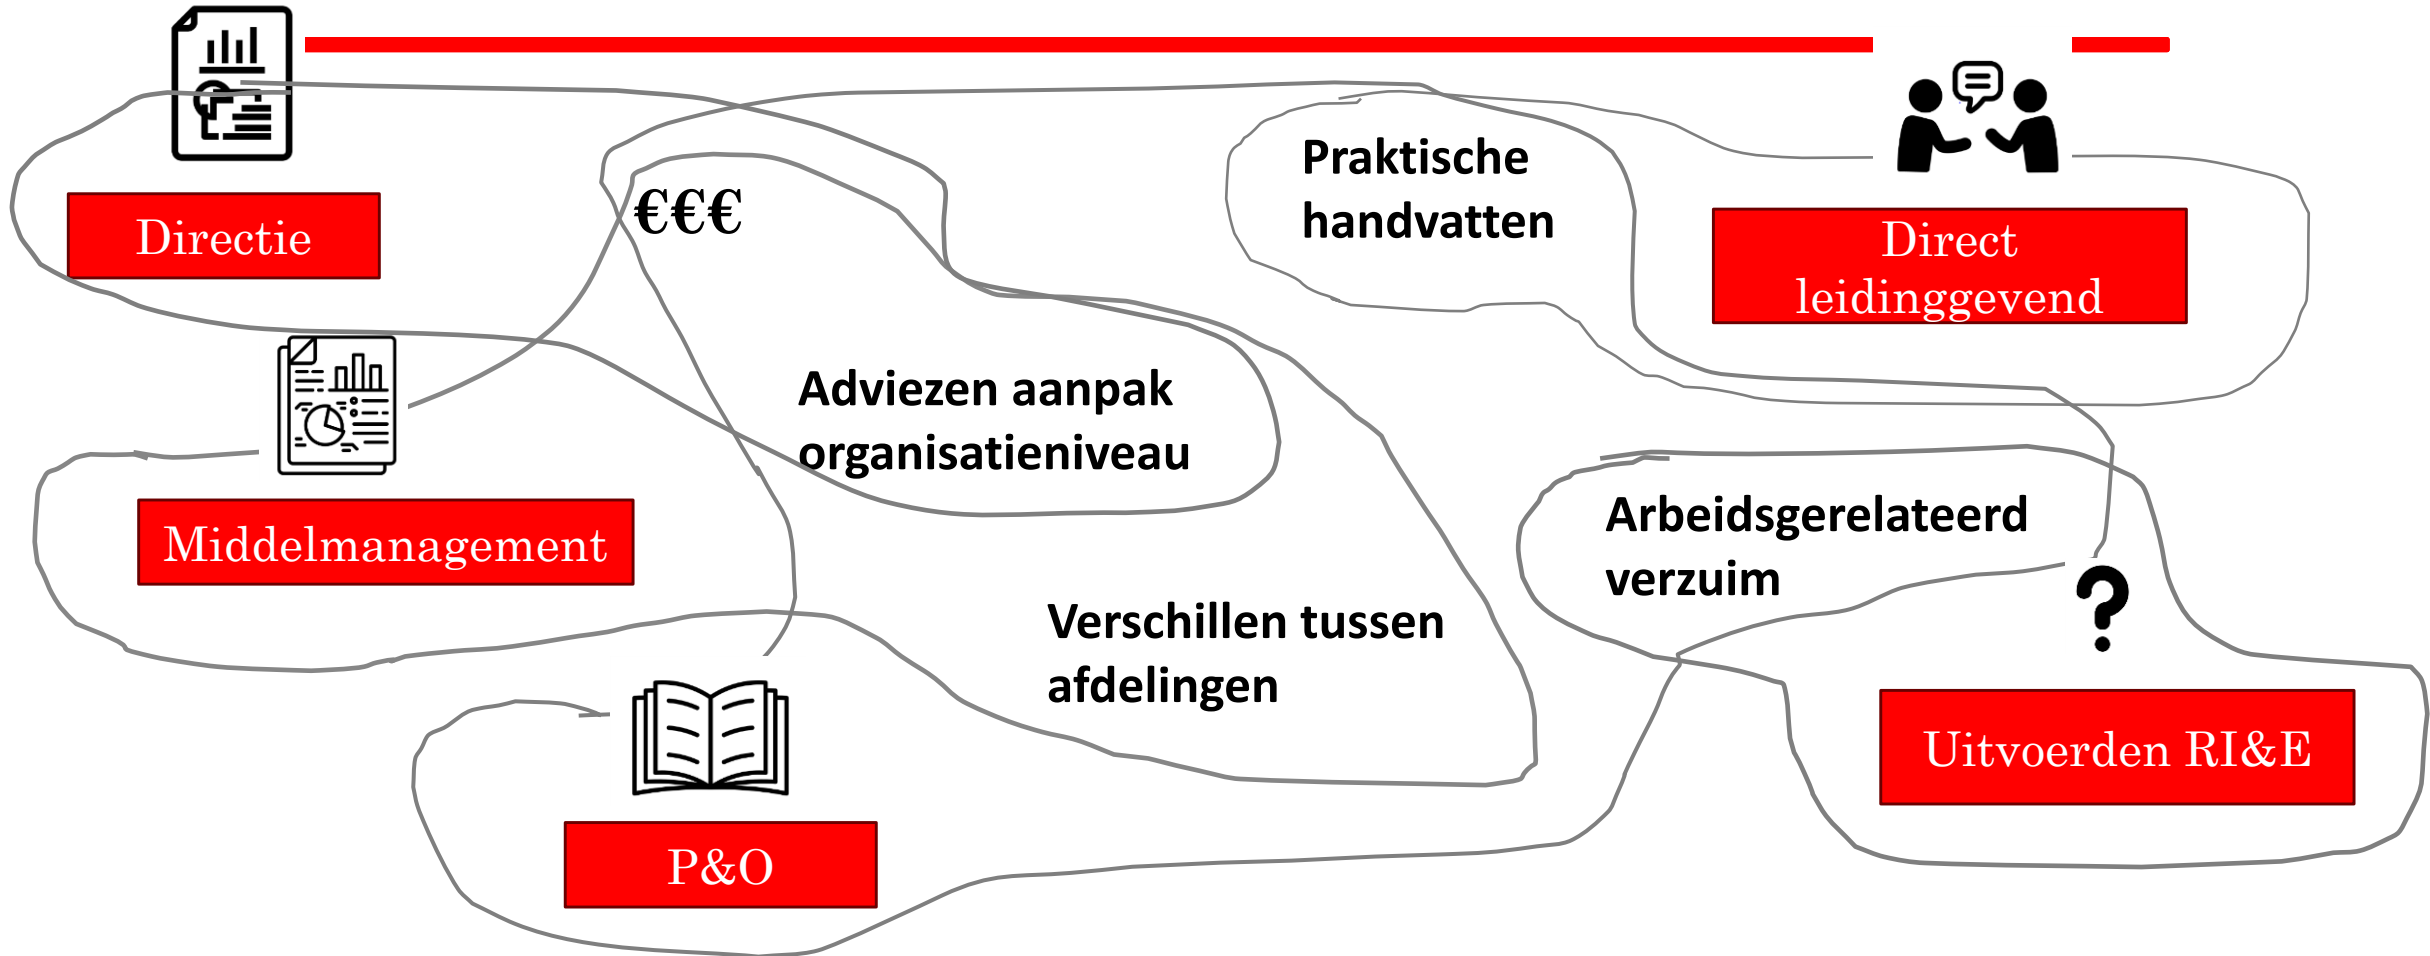 Directie
€€€
Praktische
handvatten
Direct
leidinggevend
Adviezen aanpak
organisatieniveau
Middelmanagement
Arbeidsgerelateerd
verzuim
Verschillen tussen
afdelingen
?
Uitvoerden RI&E
P&O